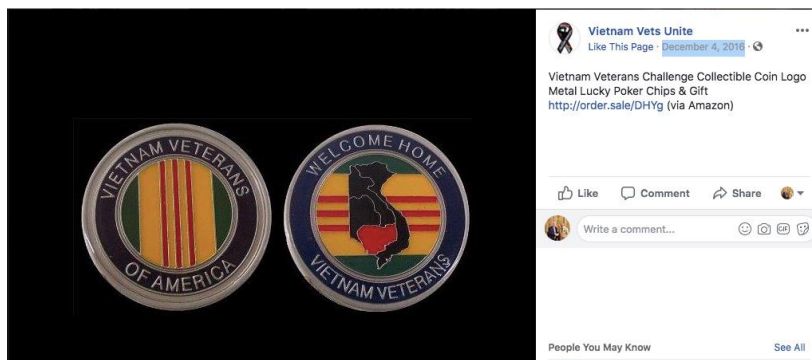 VIETNAM VETERANS
OF AMERICA
WELCOME HOME
VIETNAM VETERANS
Vietnam Vets Unite
Like This Page · December 4, 2016 ·
Vietnam Veterans Challenge Collectible Coin Logo
Metal Lucky Poker Chips & Gift
http://order.sale/DHYg (via Amazon)
Like Comment Share
Write a comment...
GIF
People You May Know See All